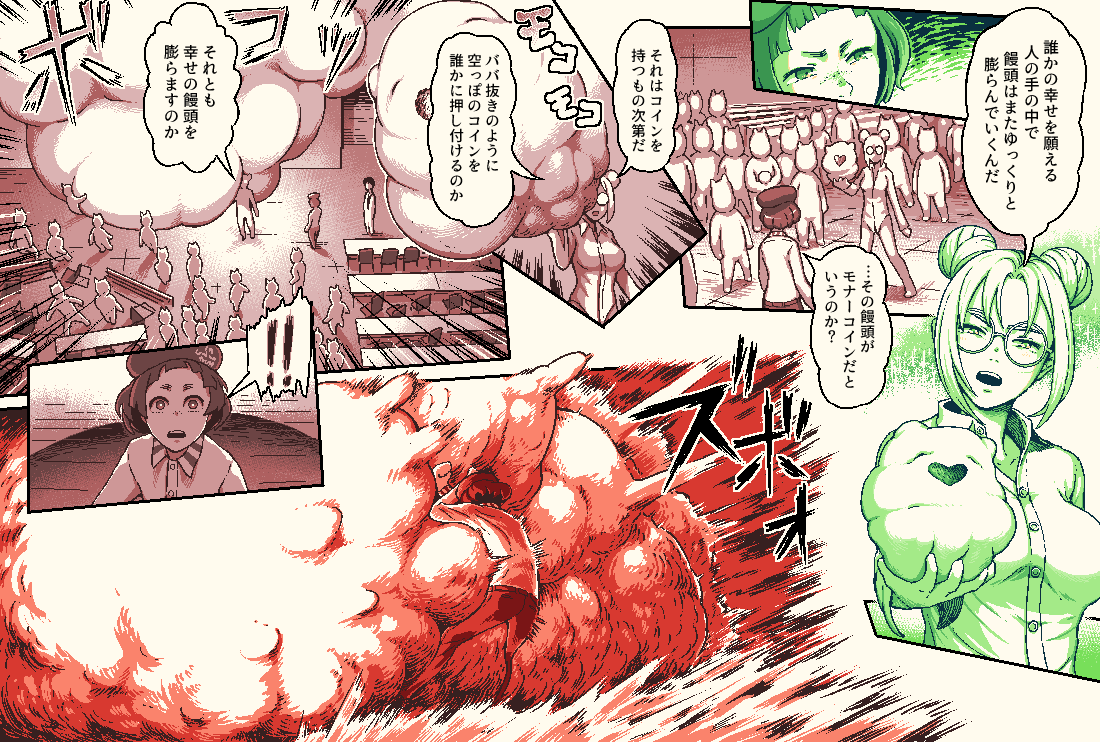 誰かの幸せを願える
人の手の中で
饅頭はまたゆっくりと
膨らんでいくんだ
…その饅頭が
モナーコインだと
いうのか？
それはコインを
持つもの次第だ
モコ
モコ
ババ抜きのように
空っぽのコインを
誰かに押し付けるのか
それとも
幸せの饅頭を
膨らますのか
ボコ
!!
ズボォ